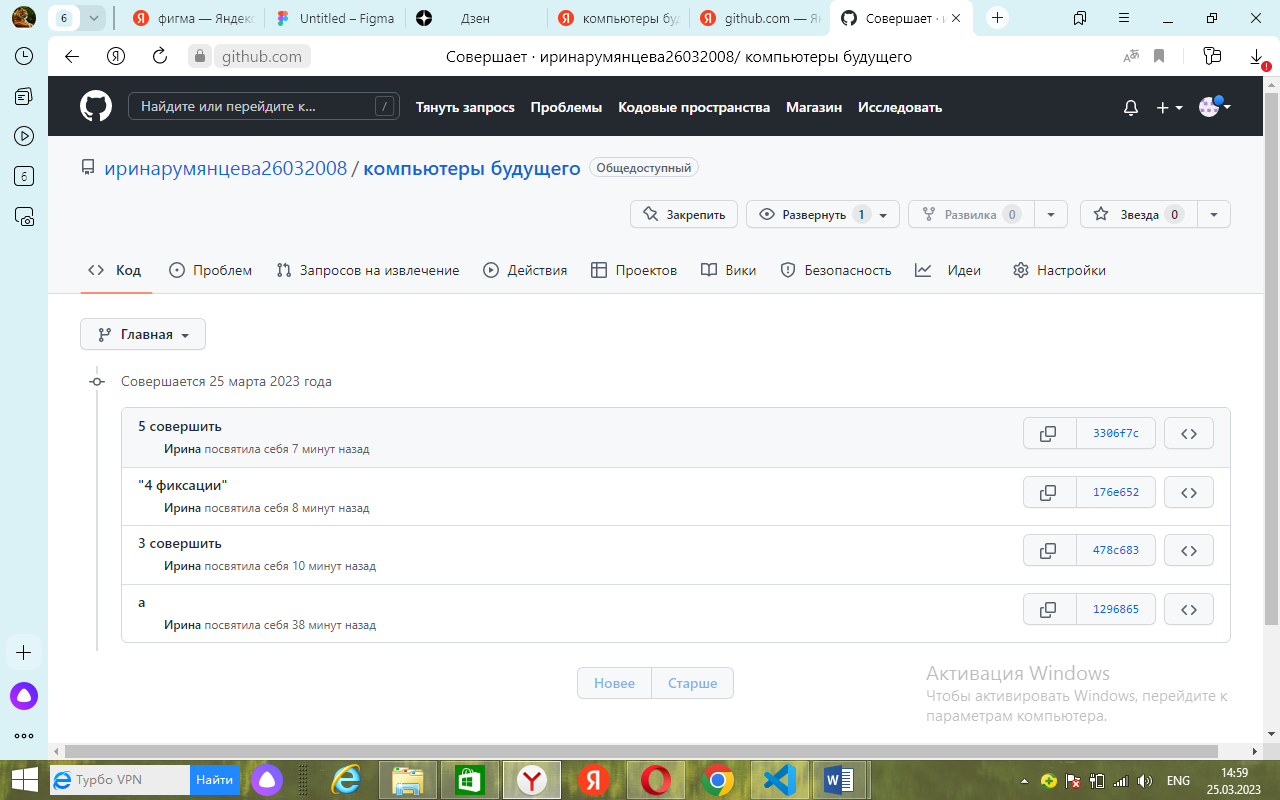 6
фигма — Яндекс
Untitled – Figma
Дзен
компьютеры бу
github.com — Ян
Совершает · и
Я
github.com
Совершает · иринарумянцева26032008/ компьютеры будущего
Найдите или перейдите к...
/
Тянуть запрос
Проблемы
Кодовые пространства
Магазин
Исследовать
6
иринарумянцева26032008 / компьютеры будущего
Общедоступный
Закрепить
Развернуть 1
Развилка 0
Звезда 0
Код
Проблем
Запросов на извлечение
Действия
Проектов
Вики
Безопасность
Идеи
Настройки
Главная
Совершается 25 марта 2023 года
5 совершить
Ирина посвятила себя 7 минут назад
3306f7c
"4 фиксации"
Ирина посвятила себя 8 минут назад
176e652
3 совершить
Ирина посвятила себя 10 минут назад
478c683
a
Ирина посвятила себя 38 минут назад
1296865
Новее
Старше
Активация Windows
Чтобы активировать Windows, перейдите к
параметрам компьютера.
Турбо VPN
Найти
ENG
14:59
25.03.2023